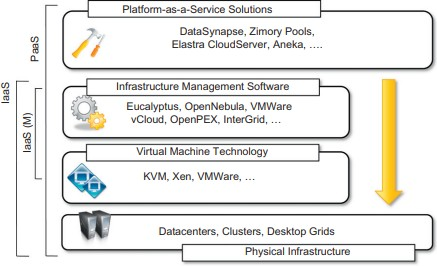 Platform-as-a-Service Solutions
DataSynapse, Zimory Pools,
Elastra CloudServer, Aneka, ….
PaaS
IaaS
IaaS (M)
Infrastructure Management Software
Eucalyptus, OpenNebula, VMWare
vCloud, OpenPEX, InterGrid, …
Virtual Machine Technology
KVM, Xen, VMWare, …
Datacenters, Clusters, Desktop Grids
Physical Infrastructure